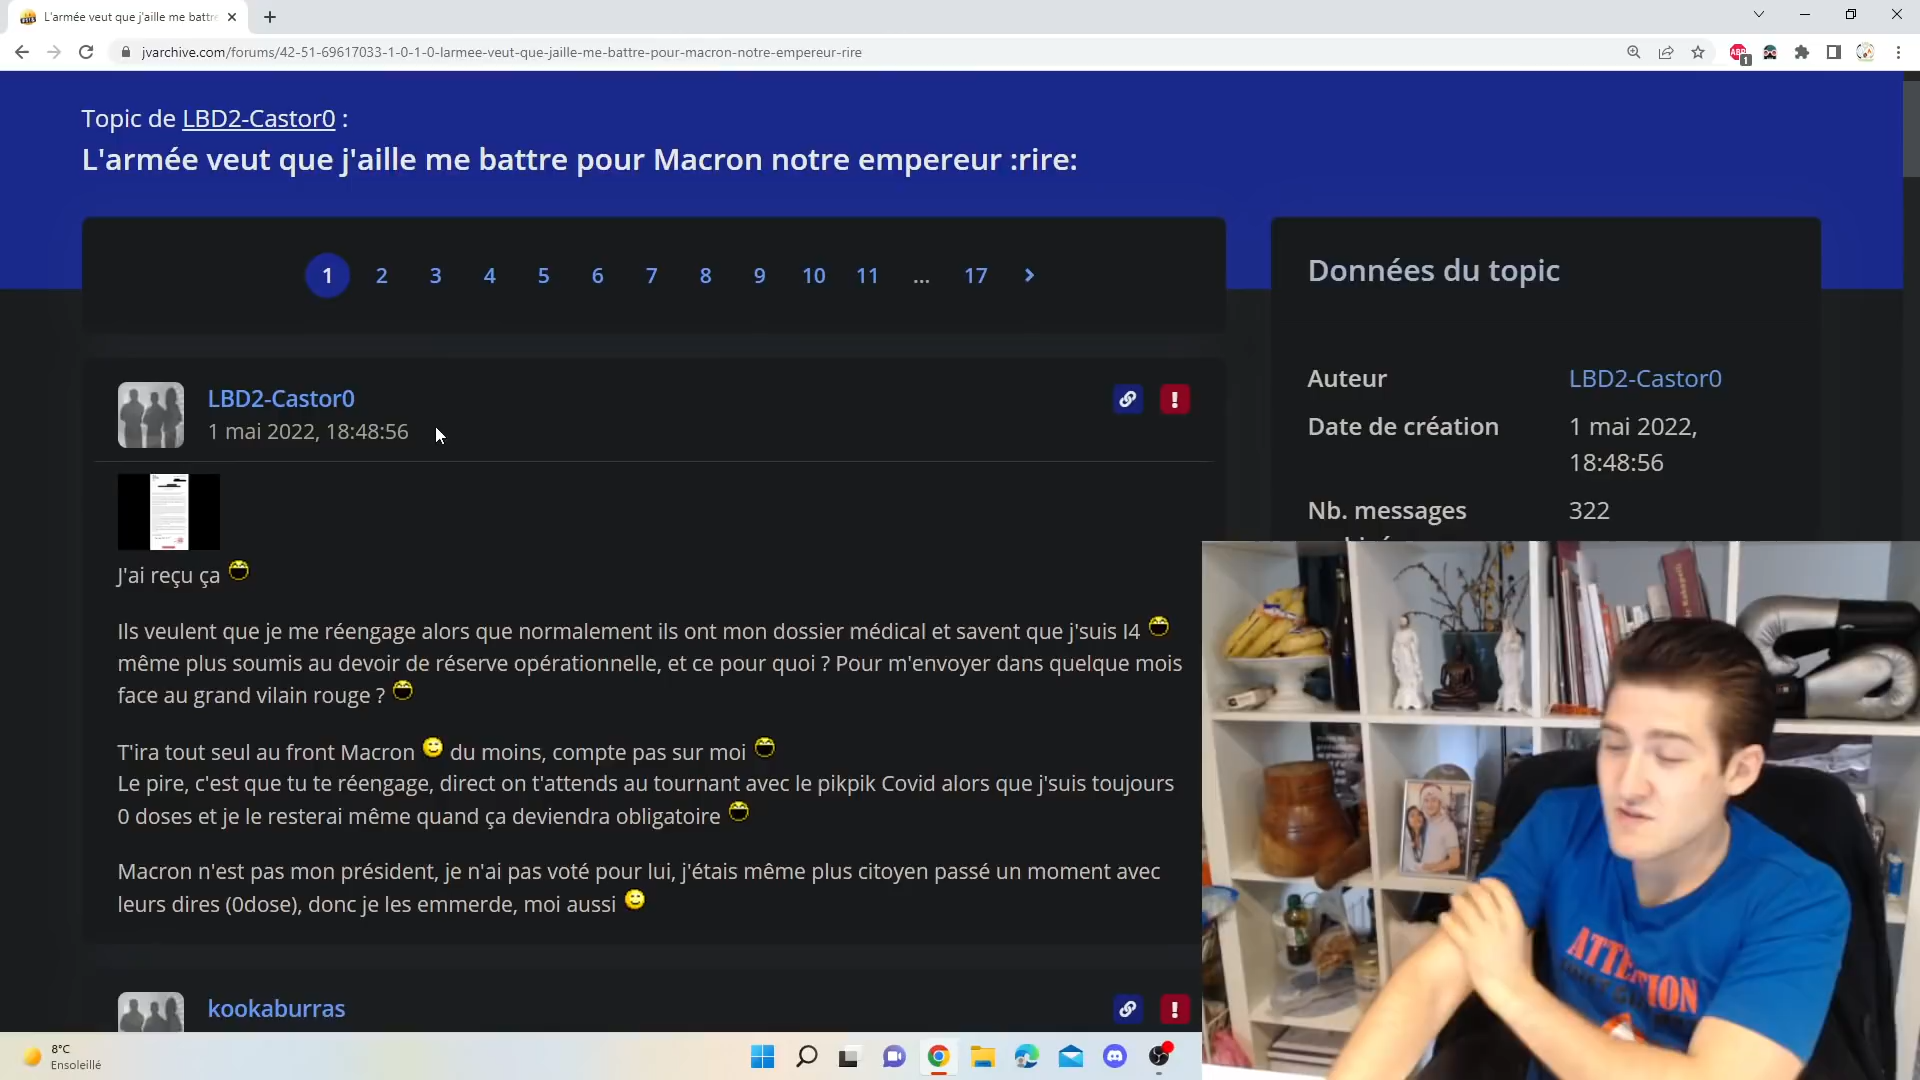 L'armée veut que j'aille me battre
jvarchive.com/forums/42-51-69617033-1-0-1-0-larmee-veut-que-jaille-me-battre-pour-macron-notre-empereur-rire
Topic de LBD2-Castor0 :
L'armée veut que j'aille me battre pour Macron notre empereur :rire:
1 2 3 4 5 6 7 8 9 10 11 ... 17
LBD2-Castor0
1 mai 2022, 18:48:56
J'ai reçu ça
Ils veulent que je me réengage alors que normalement ils ont mon dossier médical et savent que j'suis I4
même plus soumis au devoir de réserve opérationnelle, et ce pour quoi ? Pour m'envoyer dans quelque mois
face au grand vilain rouge ?
T'ira tout seul au front Macron du moins, compte pas sur moi
Le pire, c'est que tu te réengage, direct on t'attends au tournant avec le pikpik Covid alors que j'suis toujours
0 doses et je le resterai même quand ça deviendra obligatoire
Macron n'est pas mon président, je n'ai pas voté pour lui, j'étais même plus citoyen passé un moment avec
leurs dires (0dose), donc je les emmerde, moi aussi
kookaburras
Données du topic
Auteur LBD2-Castor0
Date de création 1 mai 2022,
18:48:56
Nb. messages 322
ATTENTION
8°C
Ensoleillé
ABP
1